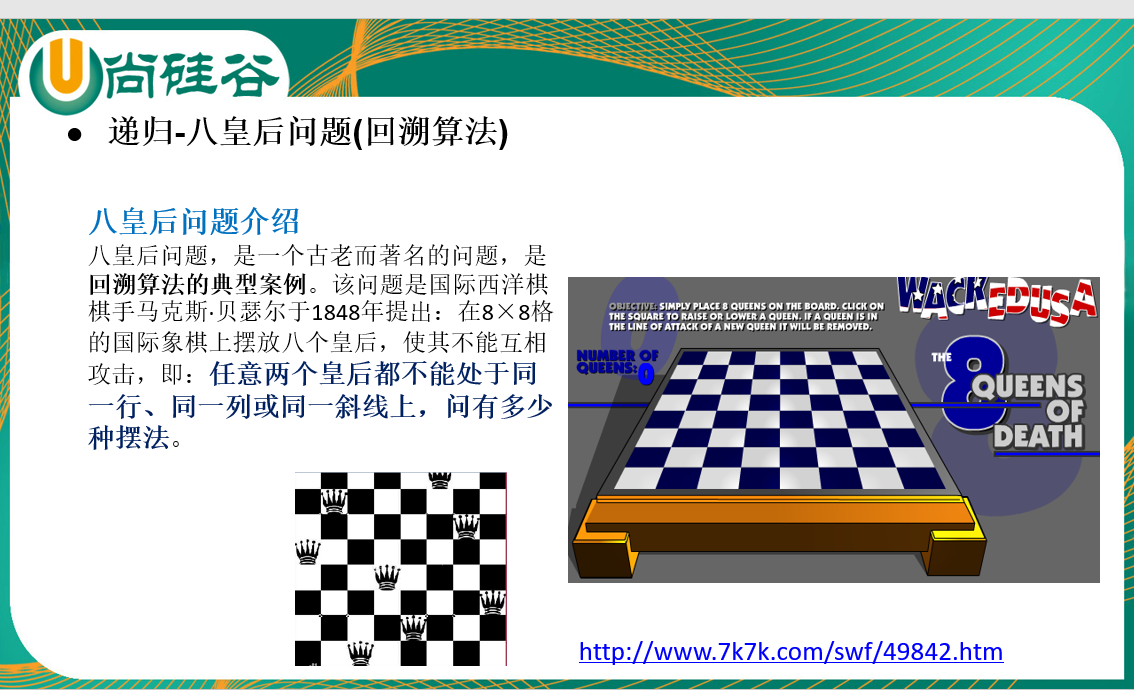 尚硅谷
● 递归-八皇后问题(回溯算法)
八皇后问题介绍
八皇后问题，是一个古老而著名的问题，是
回溯算法的典型案例。该问题是国际西洋棋
棋手马克斯·贝瑟尔于1848年提出：在8×8格
的国际象棋上摆放八个皇后，使其不能互相
攻击，即：任意两个皇后都不能处于同
一行、同一列或同一斜线上，问有多少
种摆法。
OBJECTIVE: SIMPLY PLACE 8 QUEENS ON THE BOARD. CLICK ON
THE SQUARE TO RAISE OR LOWER A QUEEN. IF A QUEEN IS IN
THE LINE OF ATTACK OF A NEW QUEEN IT WILL BE REMOVED.
WACKEDUSA
NUMBER OF
QUEENS: 0
THE 8
QUEENS
OF
DEATH
http://www.7k7k.com/swf/49842.htm